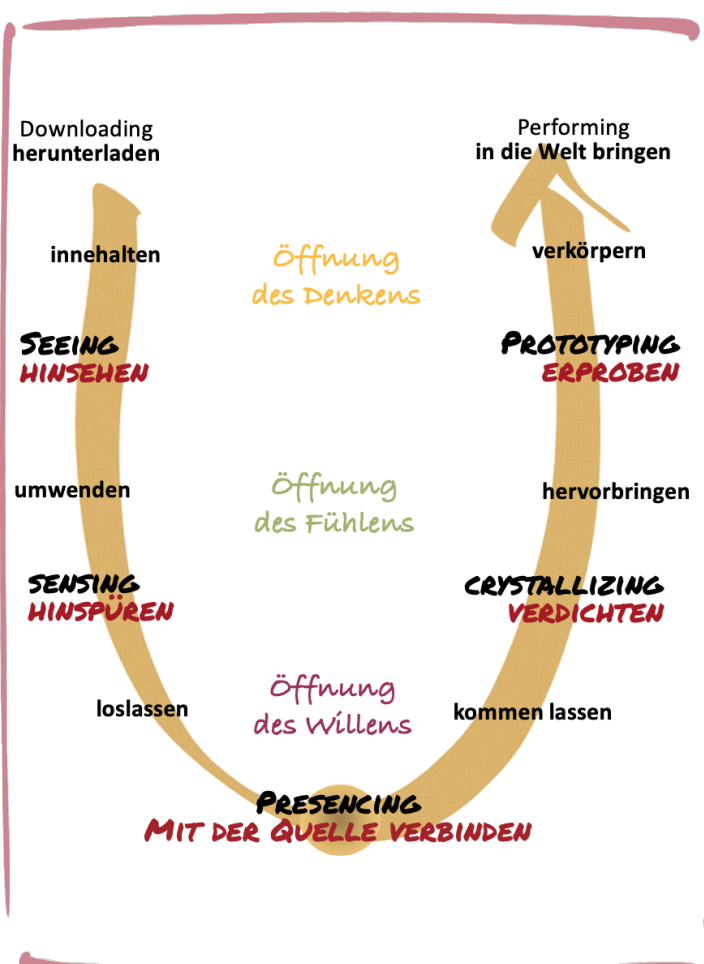 Downloading
herunterladen
innehalten
SEEING
HINSEHEN
umwenden
SENSING
HINSPÜREN
loslassen
Öffnung
des Denkens
Öffnung
des Fühlens
Öffnung
des Willens
PRESENCING
MIT DER QUELLE VERBINDEN
kommen lassen
CRYSTALLIZING
VERDICHTEN
hervorbringen
PROTOTYPING
ERPROBEN
verkörpern
Performing
in die Welt bringen